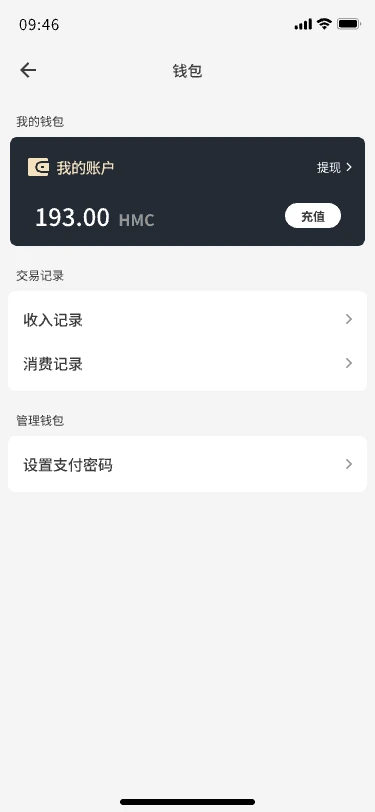 09:46
钱包
我的钱包
我的账户
提现
193.00 HMC
充值
交易记录
收入记录
消费记录
管理钱包
设置支付密码